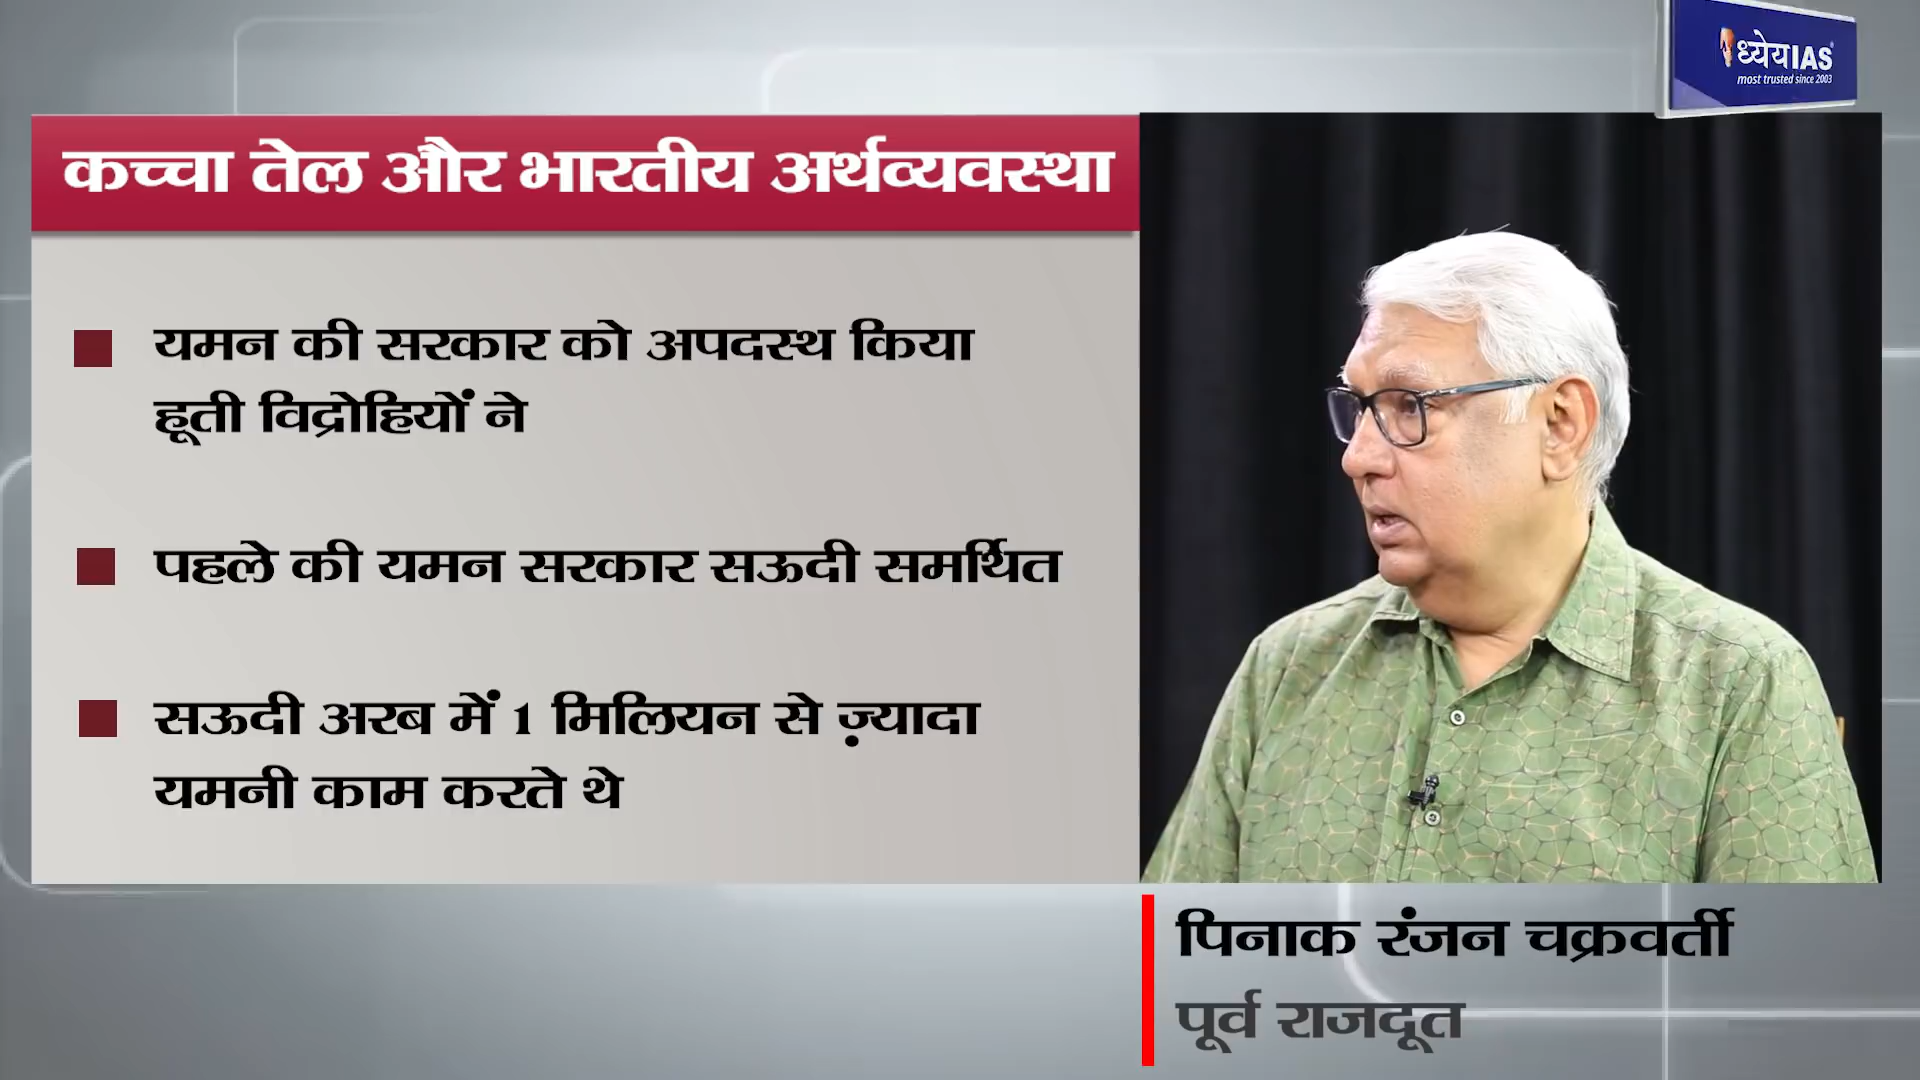 ध्येयIAS
most trusted since 2003
कच्चा तेल और भारतीय अर्थव्यवस्था
यमन की सरकार को अपदस्थ किया
हूती विद्रोहियों ने
पहले की यमन सरकार सऊदी समर्थित
सऊदी अरब में 1 मिलियन से ज़्यादा
यमनी काम करते थे
पिनाक रंजन चक्रवर्ती
पूर्व राजदूत